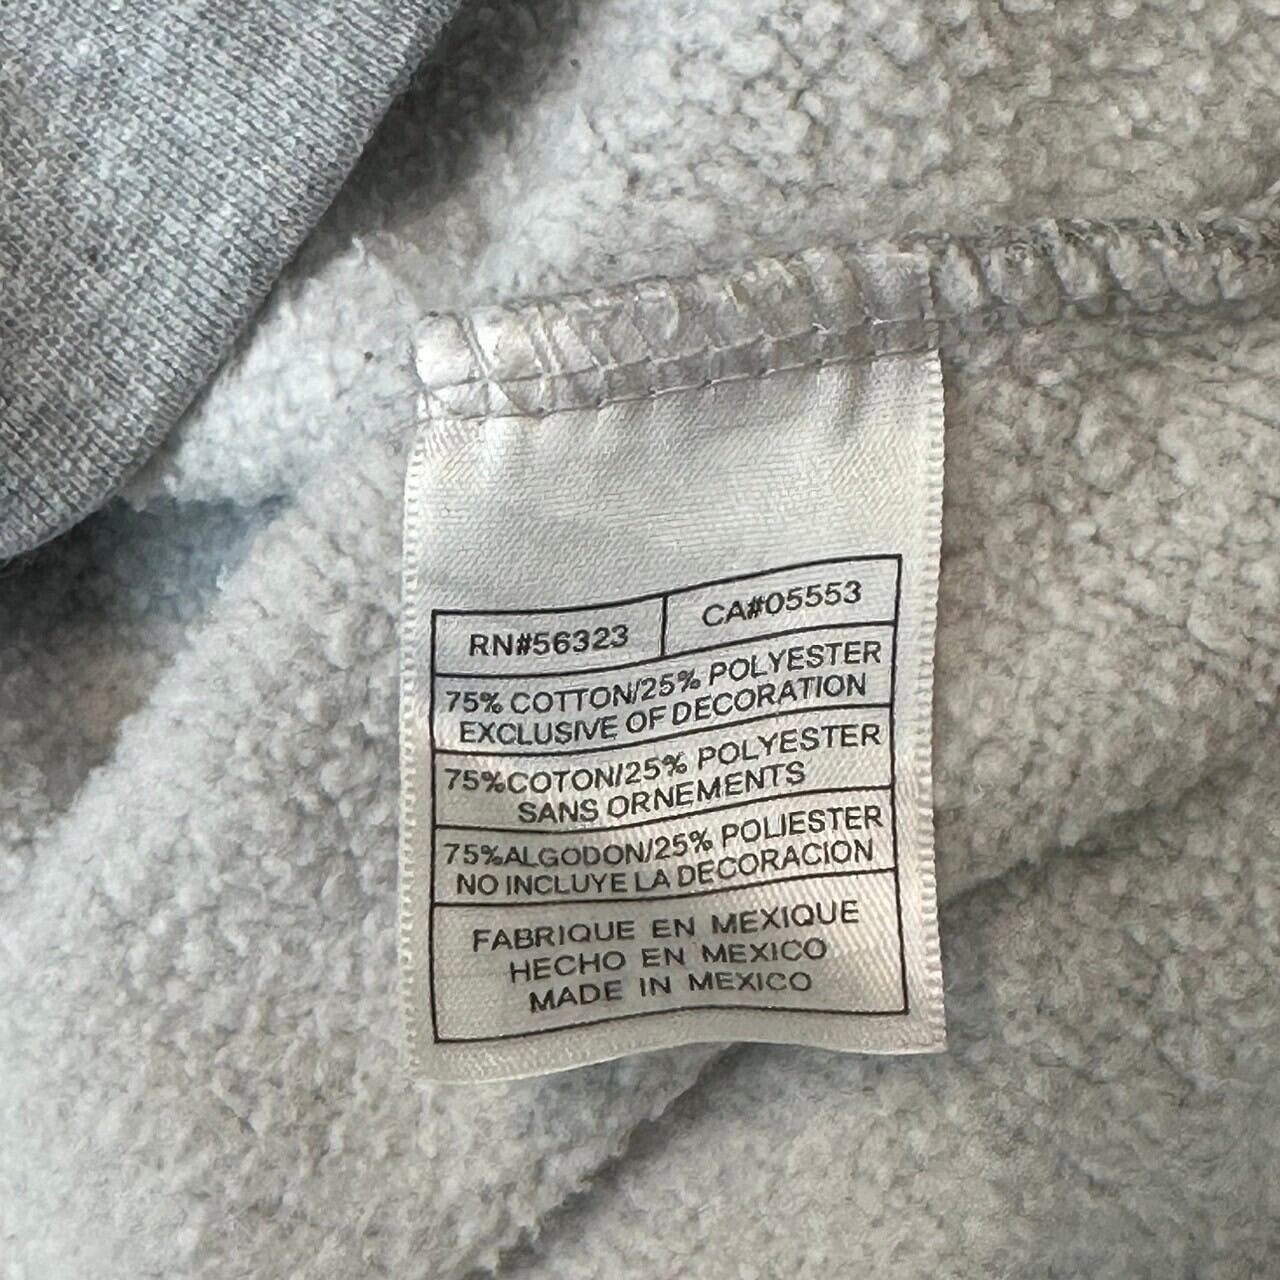 RN#56323 CA#05553
75% COTTON/25% POLYESTER
EXCLUSIVE OF DECORATION
75%COTON/25% POLYESTER
SANS ORNEMENTS
75%ALGODON/25% POLIESTER
NO INCLUYE LA DECORACION
FABRIQUE EN MEXIQUE
HECHO EN MEXICO
MADE IN MEXICO